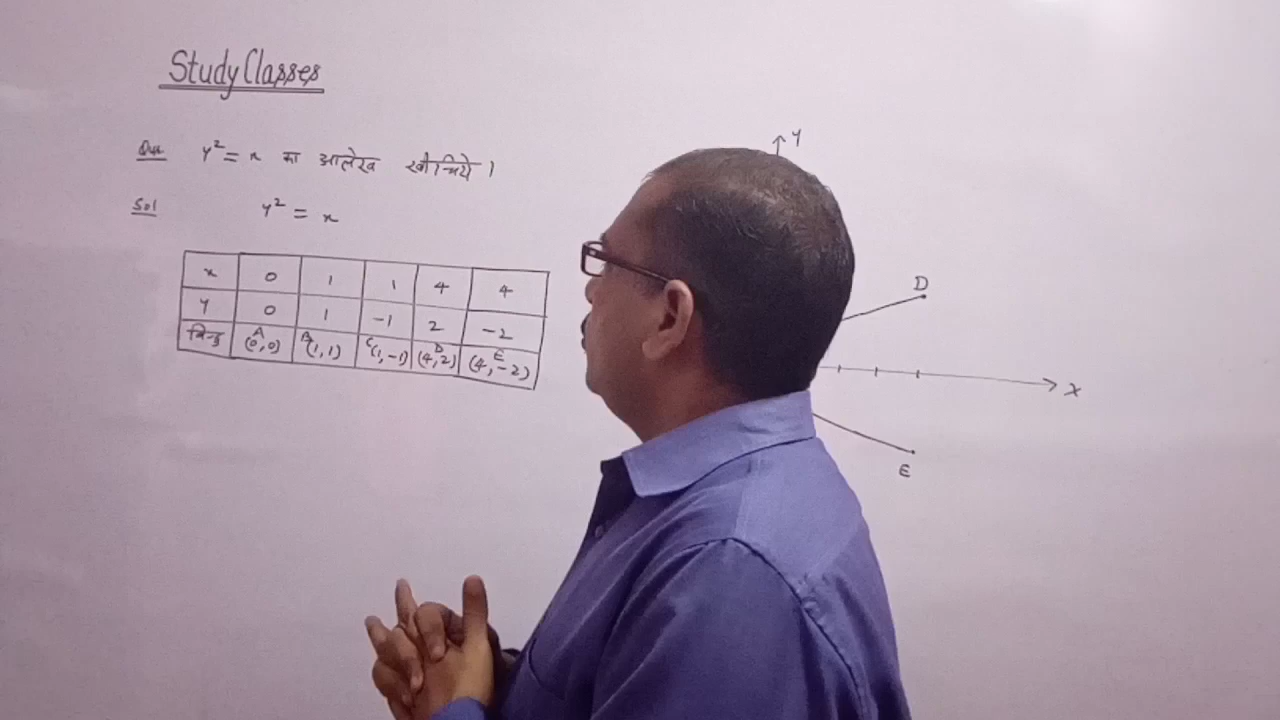 Study Classes
Que y² = x का आलेख खींचिये ।
Sol y² = x
x 0 1 1 4 4
y 0 1 -1 2 -2
बिन्दु A (0,0) B (1,1) C (1,-1) D (4,2) E (4,-2)
Y
D
X
E